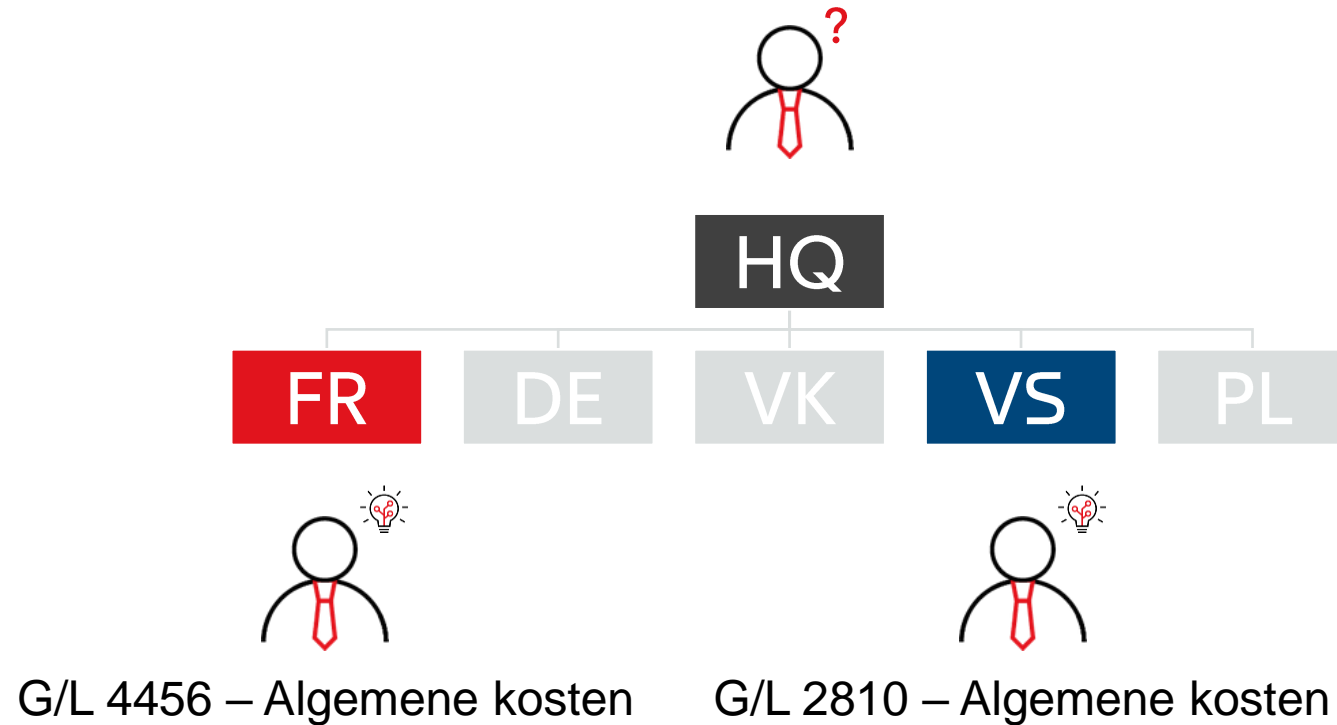 ?
HQ
FR DE VK VS PL
G/L 4456 – Algemene kosten
G/L 2810 – Algemene kosten